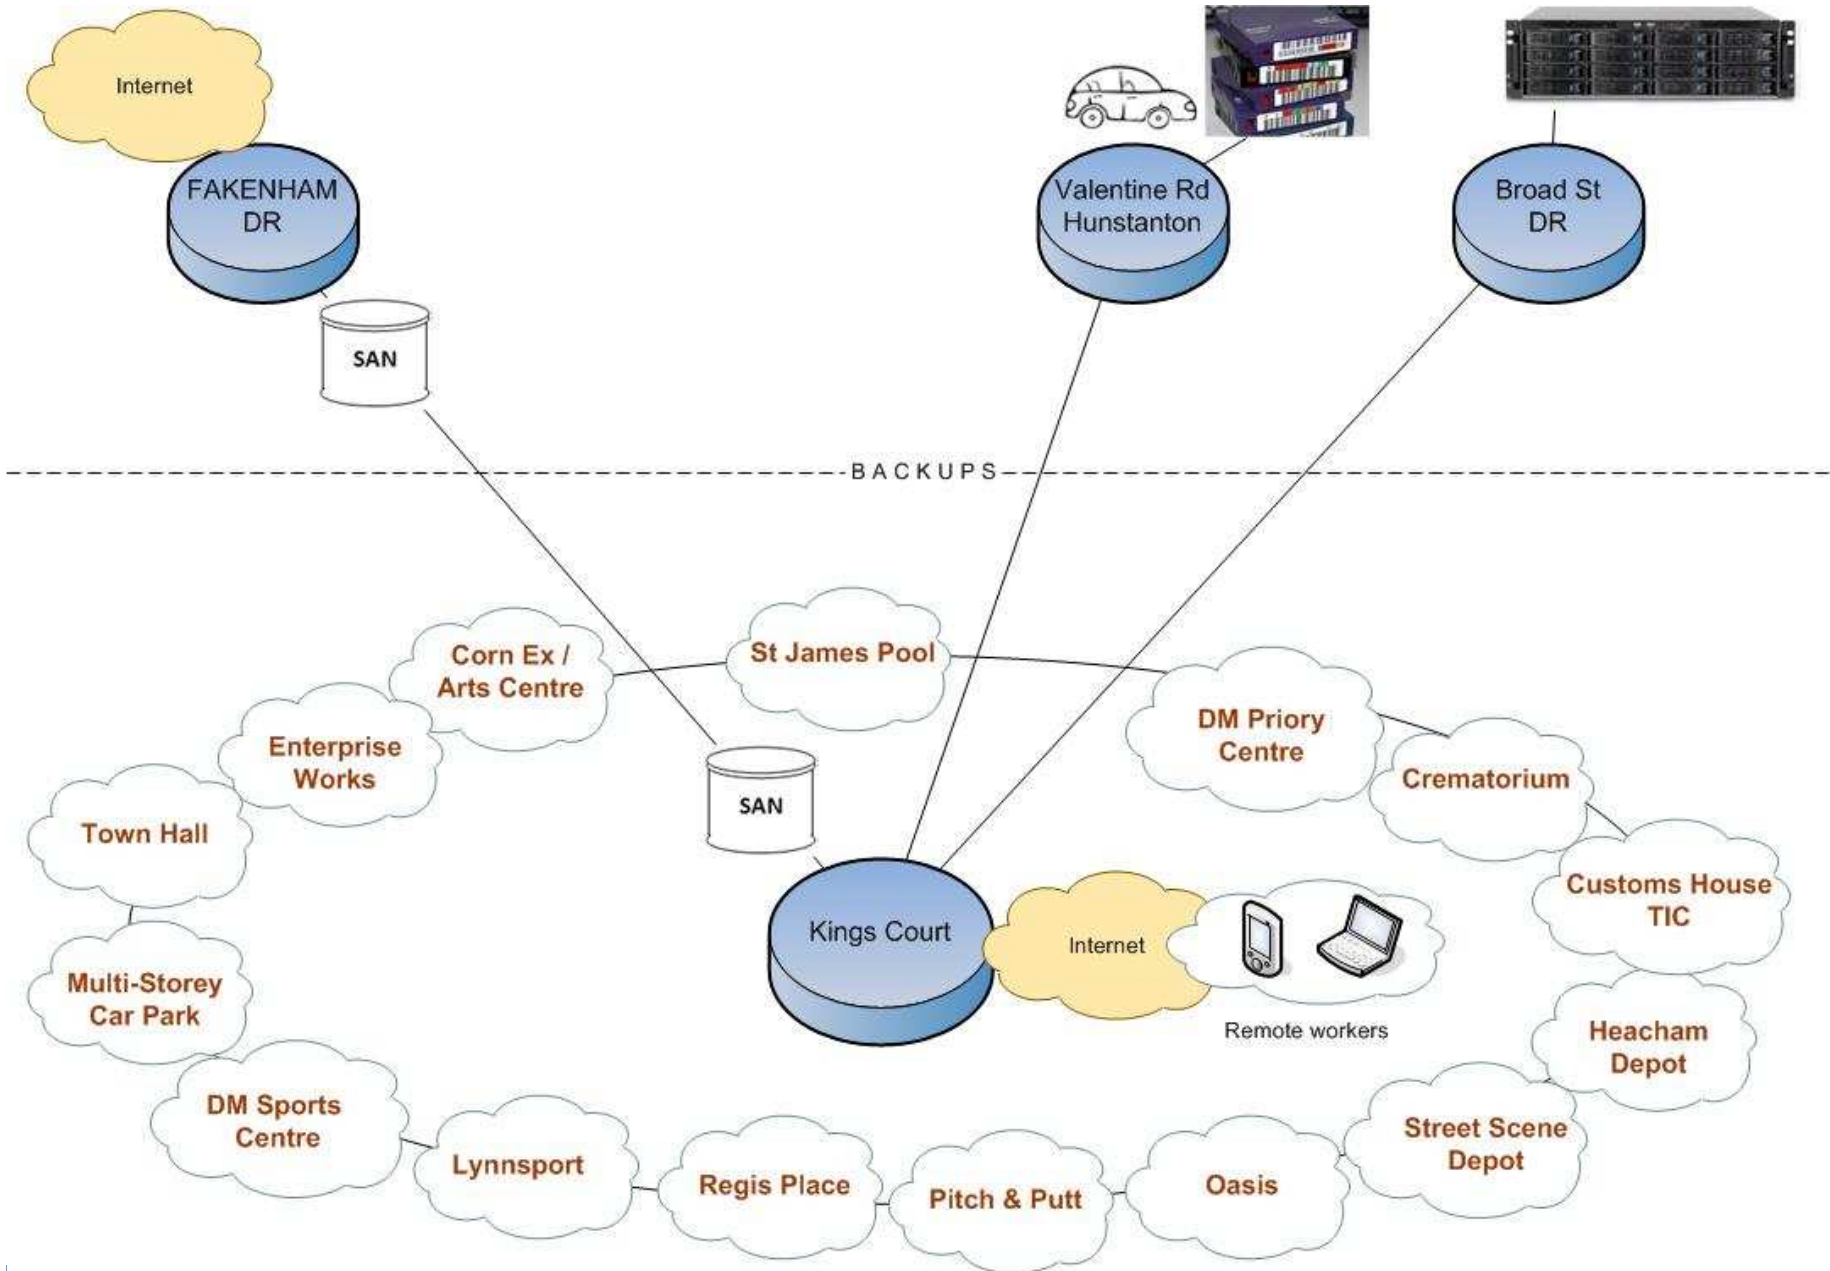 Internet
FAKENHAM
DR
Valentine Rd
Hunstanton
Broad St
DR
SAN
BACKUPS
Corn Ex /
Arts Centre
St James Pool
DM Priory
Centre
Enterprise
Works
Crematorium
Town Hall
SAN
Customs House
TIC
Kings Court
Internet
Remote workers
Multi-Storey
Car Park
Heacham
Depot
DM Sports
Centre
Street Scene
Depot
Lynnsport
Regis Place
Pitch & Putt
Oasis